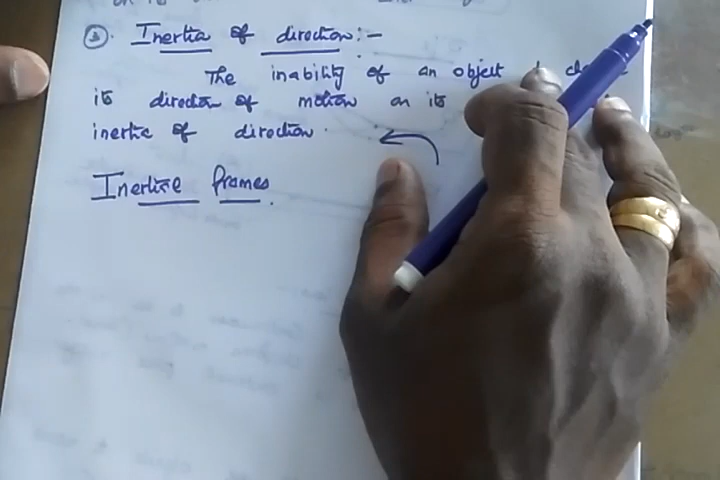 ③. Inertia of direction :-
The inability of an object
its direction of motion on its
inertia of direction.
Inertial frames.